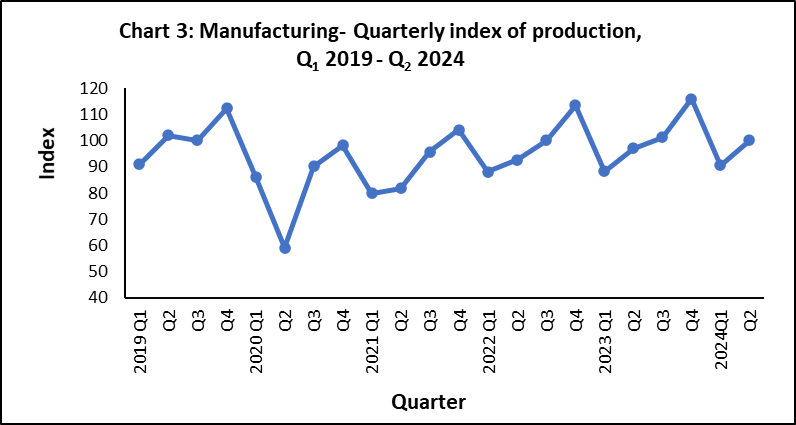 Chart 3: Manufacturing- Quarterly index of production,
Q1 2019 - Q2 2024
120
110
100
90
80
70
60
50
40
Index
2019 Q1
Q2
Q3
Q4
2020 Q1
Q2
Q3
Q4
2021 Q1
Q2
Q3
Q4
2022 Q1
Q2
Q3
Q4
2023 Q1
Q2
Q3
Q4
2024Q1
Q2
Quarter